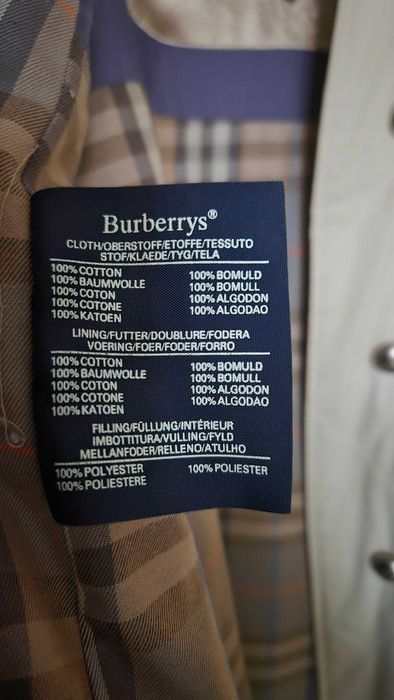 Burberrys®
CLOTH/OBERSTOFF/ETOFFE/TESSUTO
STOF/KLAEDE/TYG/TELA
100% COTTON 100% BOMULD
100% BAUMWOLLE 100% BOMULL
100% COTON 100% ALGODON
100% COTONE 100% ALGODAO
100% KATOEN
LINING/FUTTER/DOUBLURE/FODERA
VOERING/FOER/FODER/FORRO
100% COTTON 100% BOMULD
100% BAUMWOLLE 100% BOMULL
100% COTON 100% ALGODON
100% COTONE 100% ALGODAO
100% KATOEN
FILLING/FÜLLUNG/INTÉRIEUR
IMBOTTITURA/VULLING/FYLD
MELLANFODER/RELLENO/ATULHO
100% POLYESTER 100% POLIESTER
100% POLIESTERE